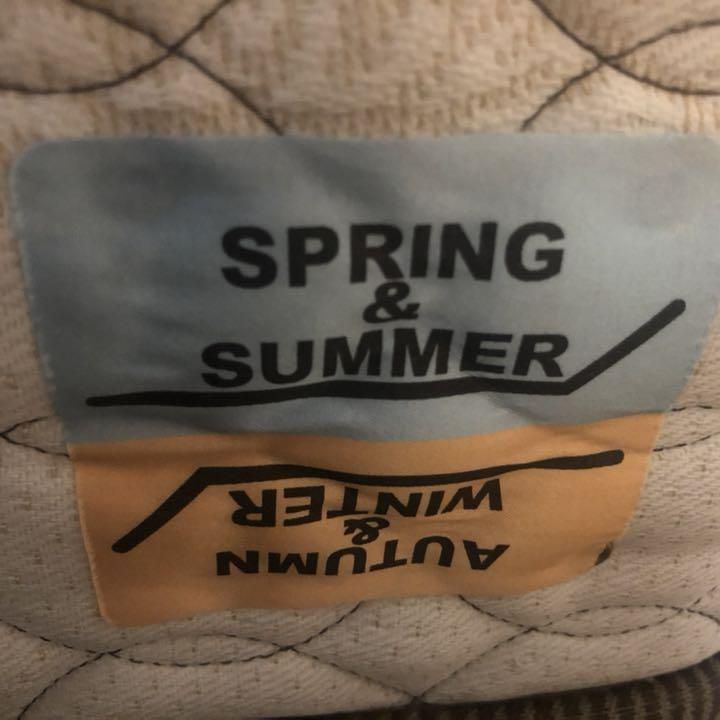 SPRING
&
SUMMER
AUTUMN
&
WINTER